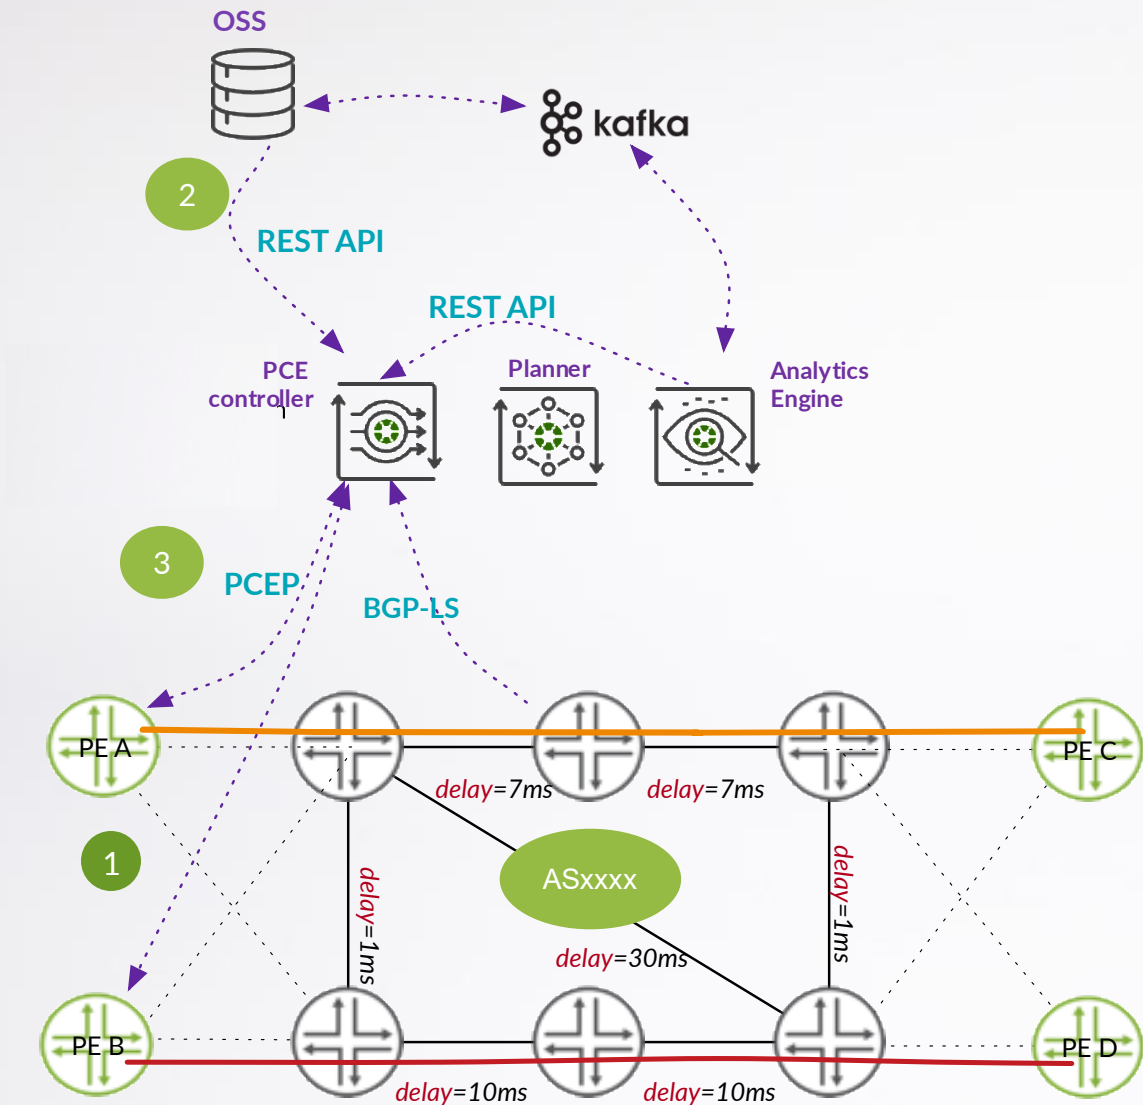 OSS
kafka
2
REST API
REST API
PCE
controller
Planner
Analytics
Engine
3
PCEP
BGP-LS
PE A
PE C
delay=7ms
delay=7ms
1
ASxxxx
delay=1ms
delay=1ms
delay=30ms
PE B
PE D
delay=10ms
delay=10ms